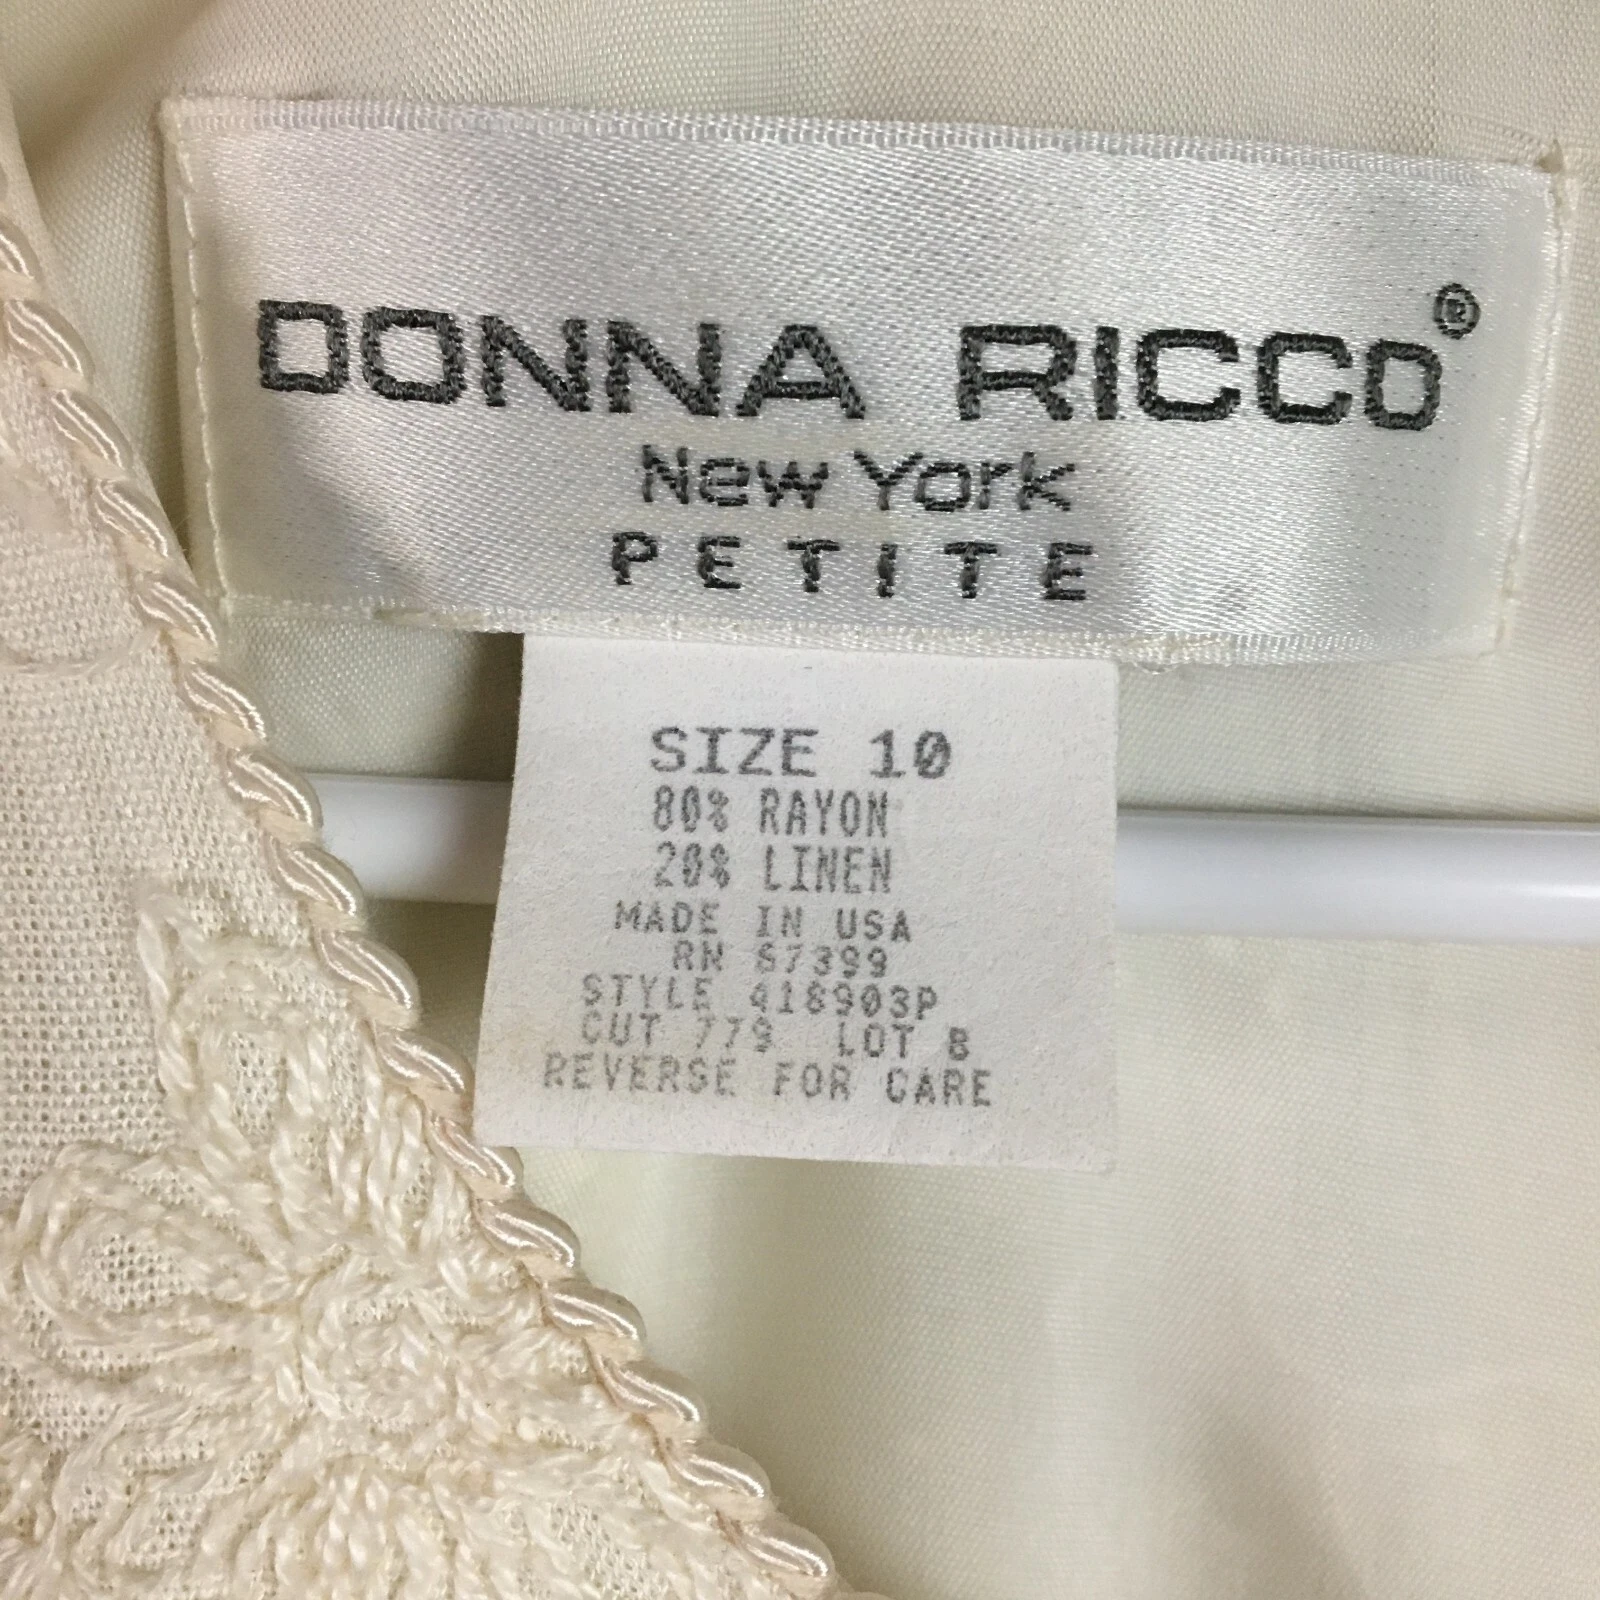 DONNA RICCO®
New York
PETITE
SIZE 10
80% RAYON
20% LINEN
MADE IN USA
RN 67399
STYLE 418903P
CUT 779 LOT B
REVERSE FOR CARE